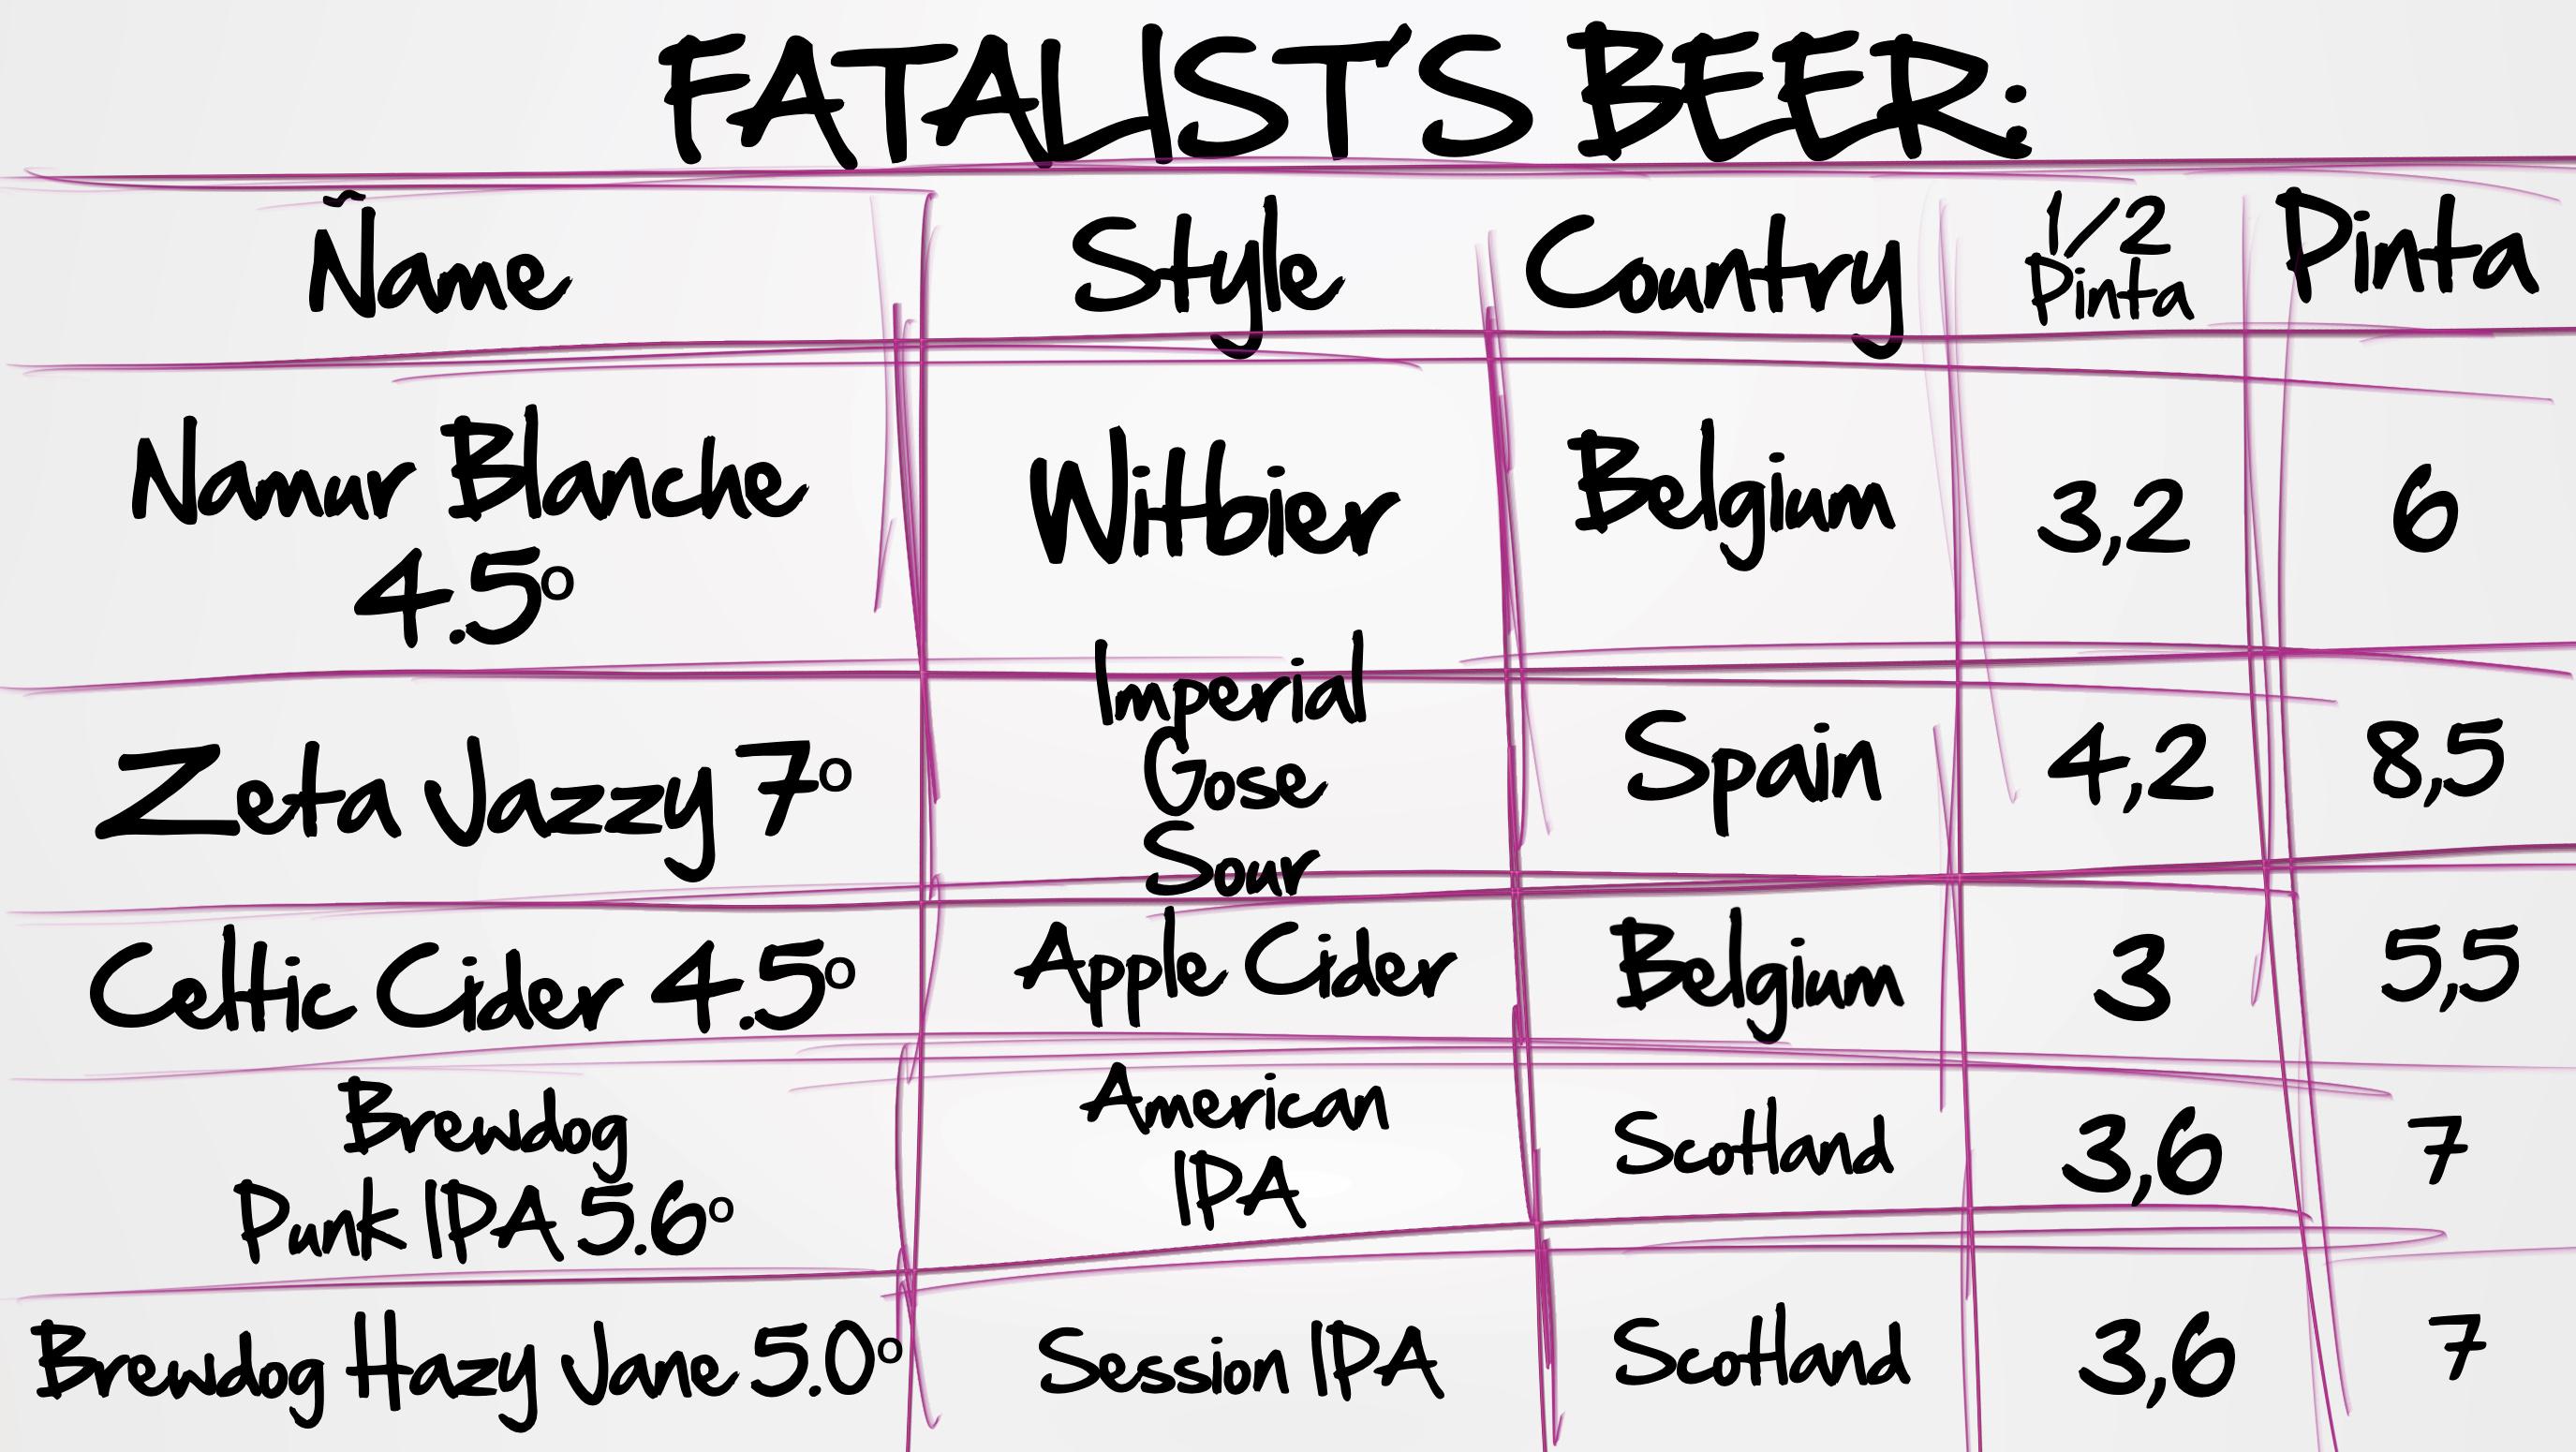 FATALIST'S BEER:
Ñame Style Country 1/2 Pinta Pinta
Namur Blanche 4.5º Witbier Belgium 3,2 6
Zeta Jazzy 7º Imperial Gose Sour Spain 4,2 8,5
Celtic Cider 4.5º Apple Cider Belgium 3 5,5
Brewdog Punk IPA 5.6º American IPA Scotland 3,6 7
Brewdog Hazy Jane 5.0º Session IPA Scotland 3,6 7